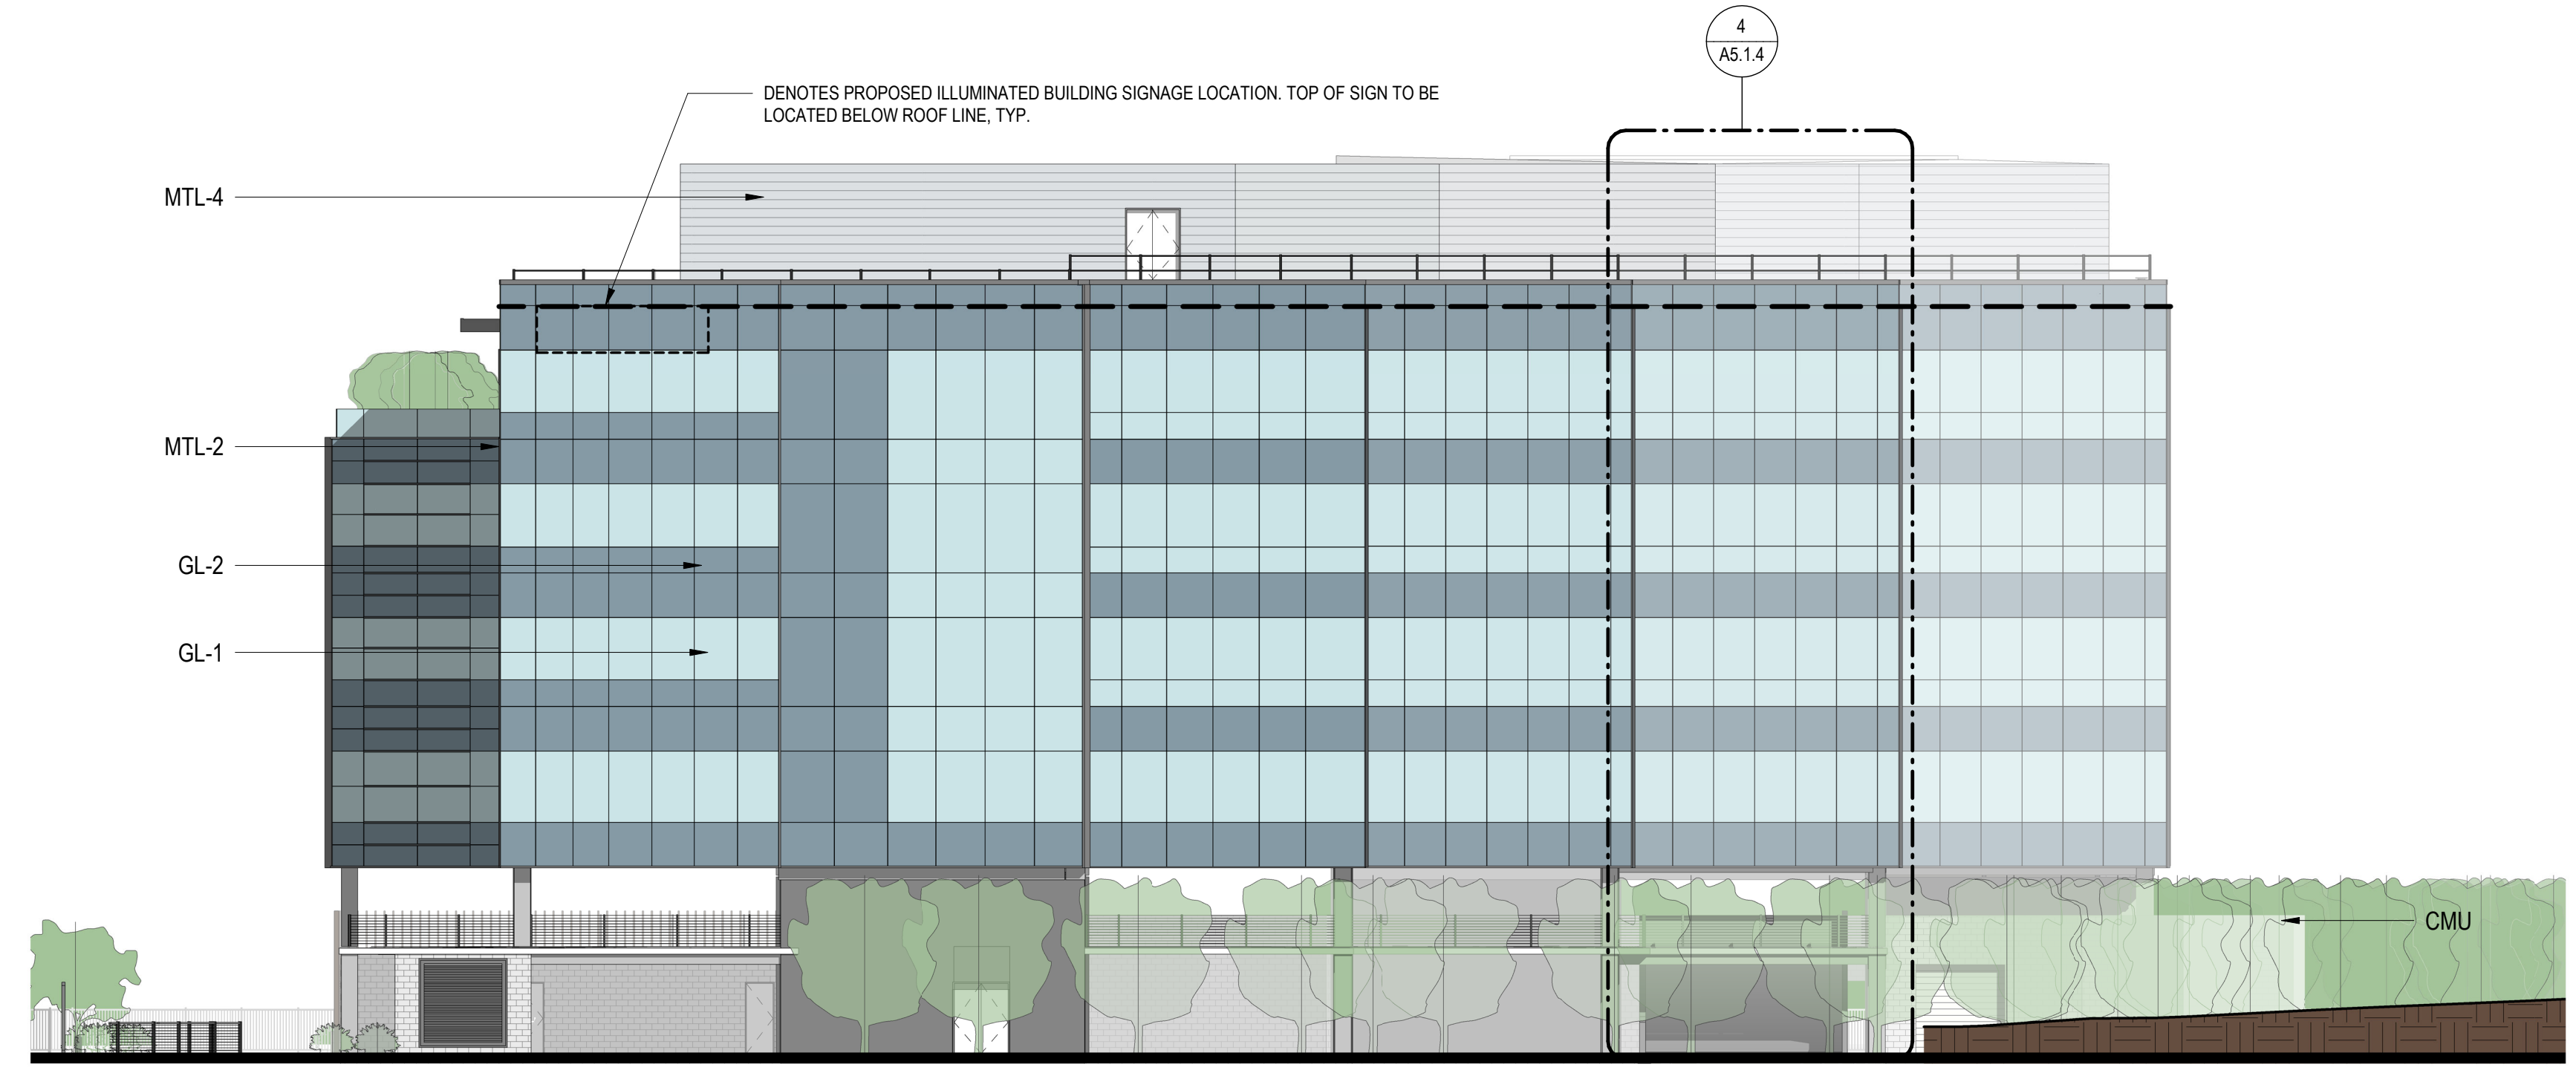 4
A5.1.4
DENOTES PROPOSED ILLUMINATED BUILDING SIGNAGE LOCATION. TOP OF SIGN TO BE
LOCATED BELOW ROOF LINE, TYP.
MTL-4
MTL-2
GL-2
GL-1
CMU